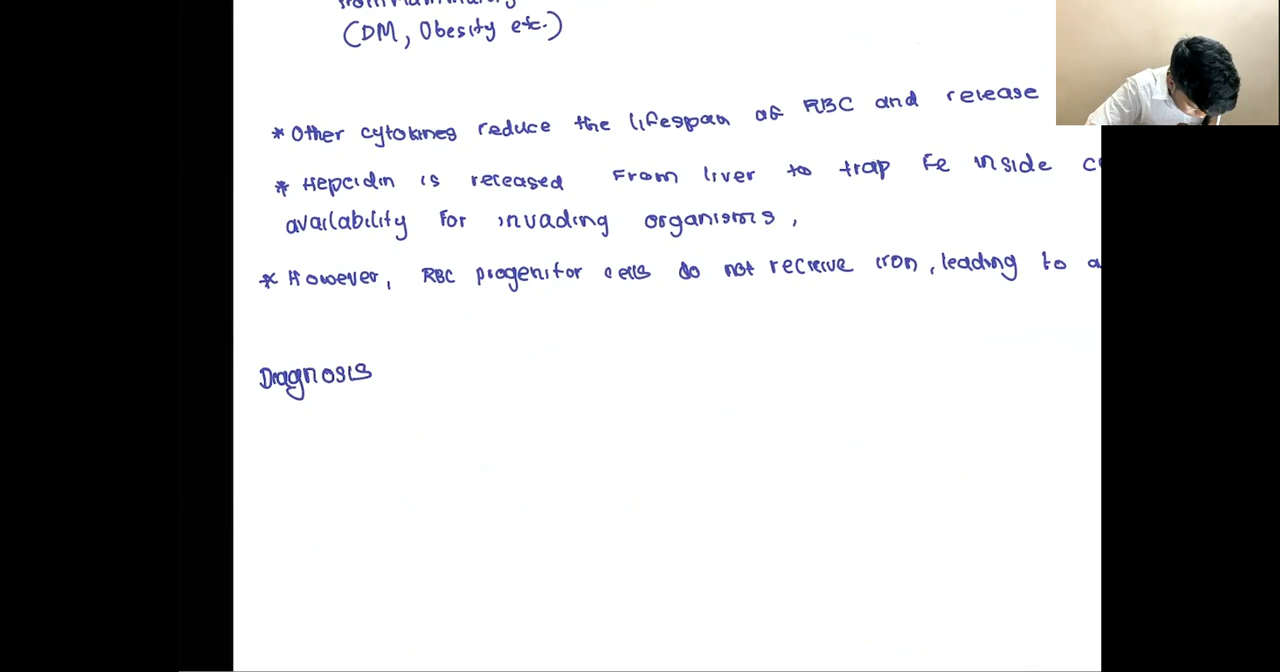 (DM, Obesity etc.)
* Other cytokines reduce the lifespan of RBC and release
* Hepcidin is released From liver to trap Fe inside
availability for invading organisms,
* However, RBC progenitor cells do not recieve iron, leading to a
Diagnosis